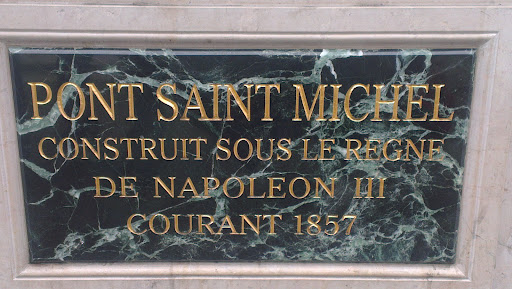 PONT SAINT MICHEL
CONSTRUIT SOUS LE REGNE
DE NAPOLEON III
COURANT 1857